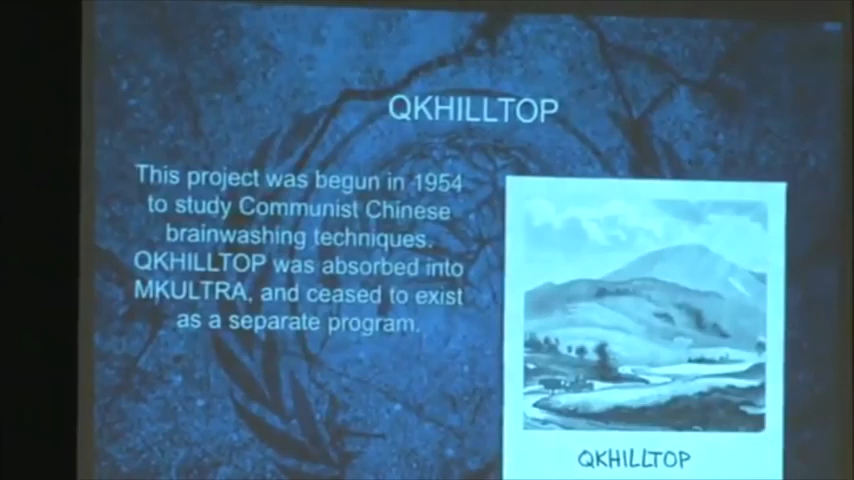 QKHILLTOP
This project was begun in 1954
to study Communist Chinese
brainwashing techniques.
QKHILLTOP was absorbed into
MKULTRA, and ceased to exist
as a separate program.
QKHILLTOP